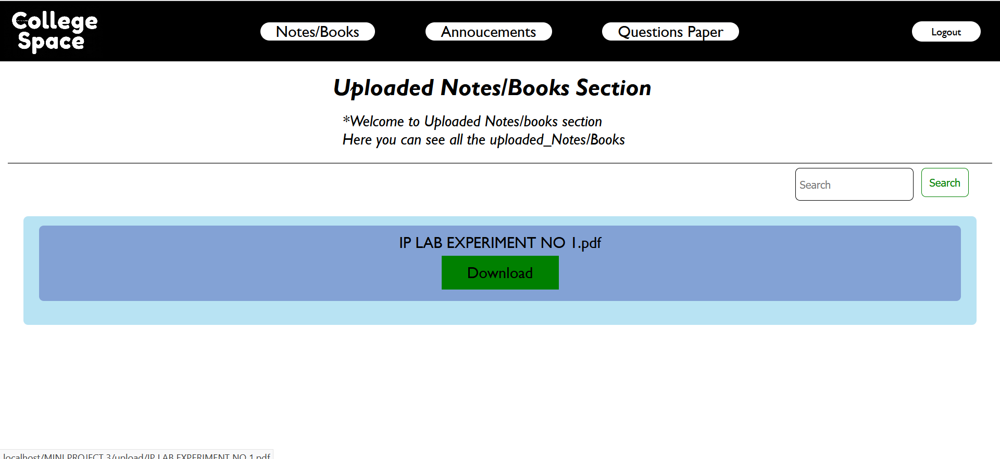 College
Space
Notes/Books
Annoucements
Questions Paper
Logout
Uploaded Notes/Books Section
*Welcome to Uploaded Notes/books section
Here you can see all the uploaded_Notes/Books
Search
Search
IP LAB EXPERIMENT NO 1.pdf
Download
localhost/MINI PROJECT 3/upload/IP LAB EXPERIMENT NO 1.pdf